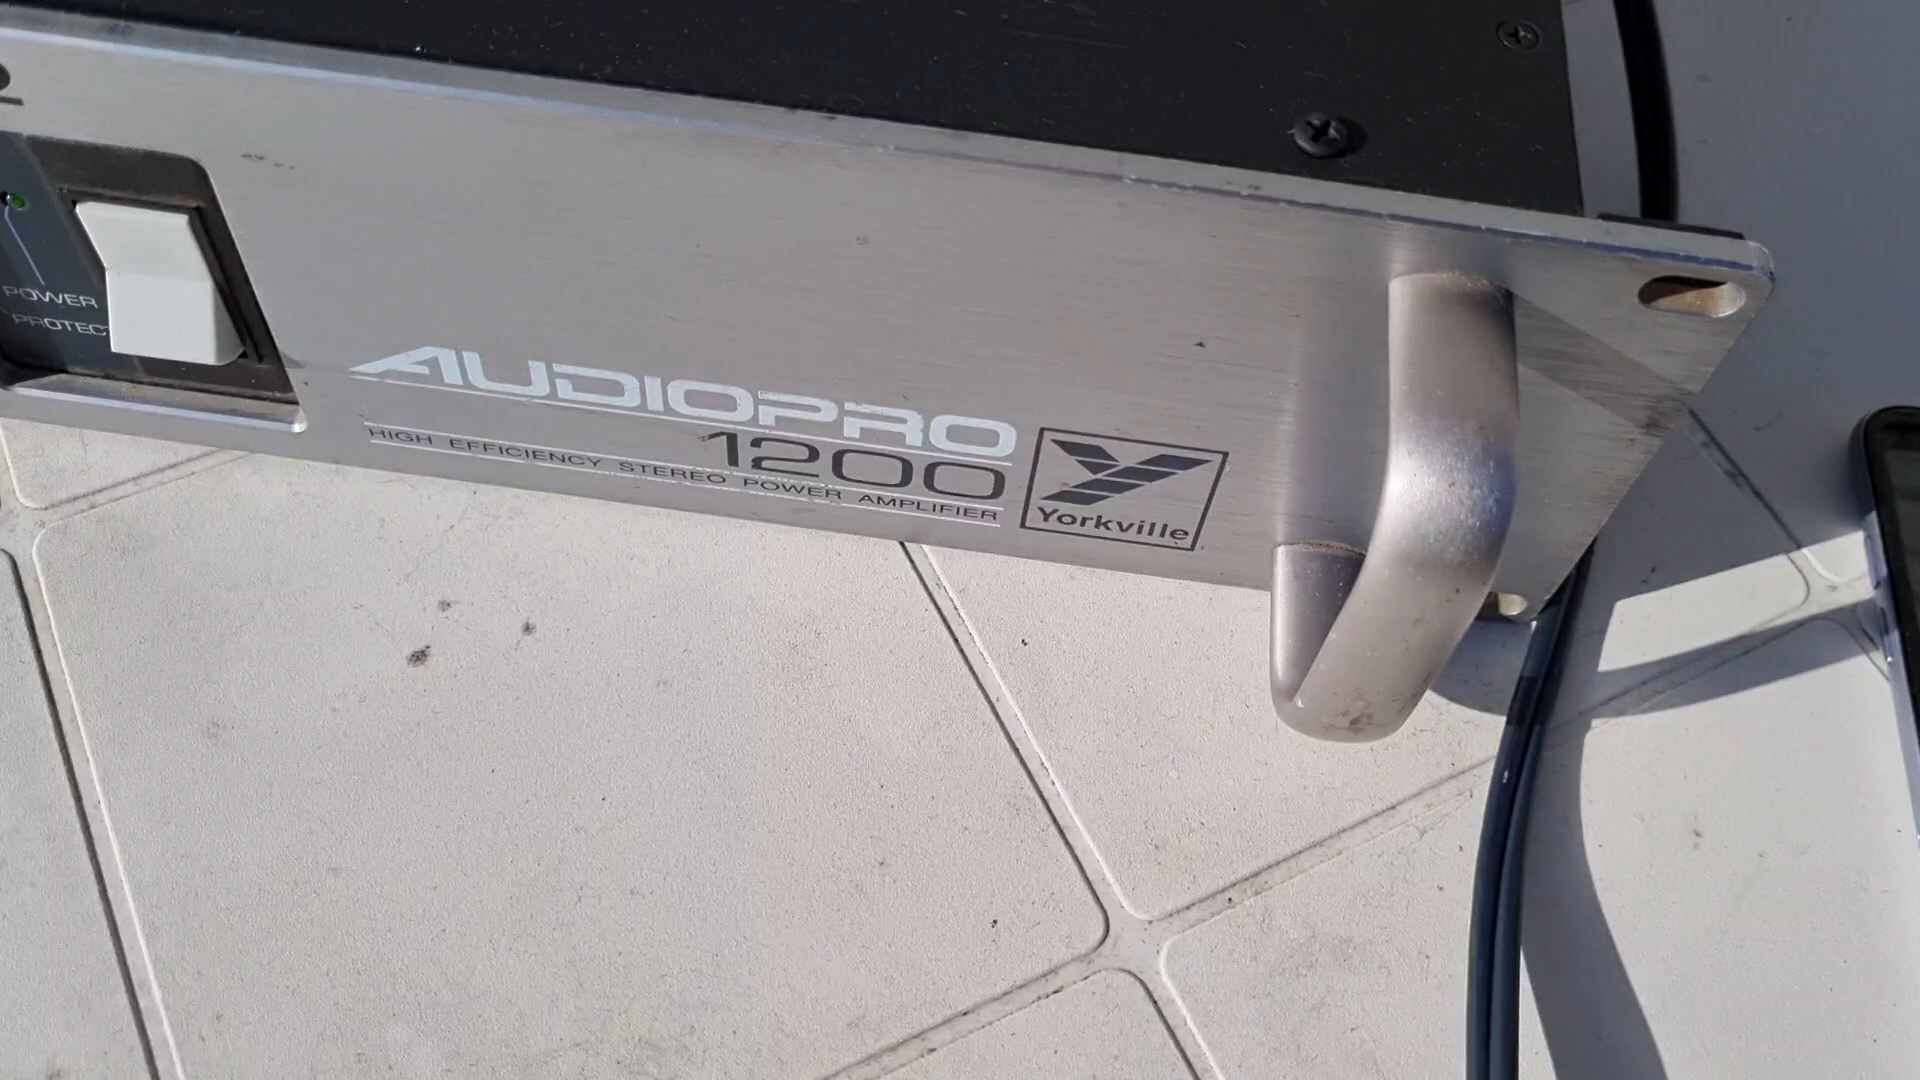 POWER
PROTECT
AUDIOPRO
1200
HIGH EFFICIENCY STEREO POWER AMPLIFIER
Yorkville